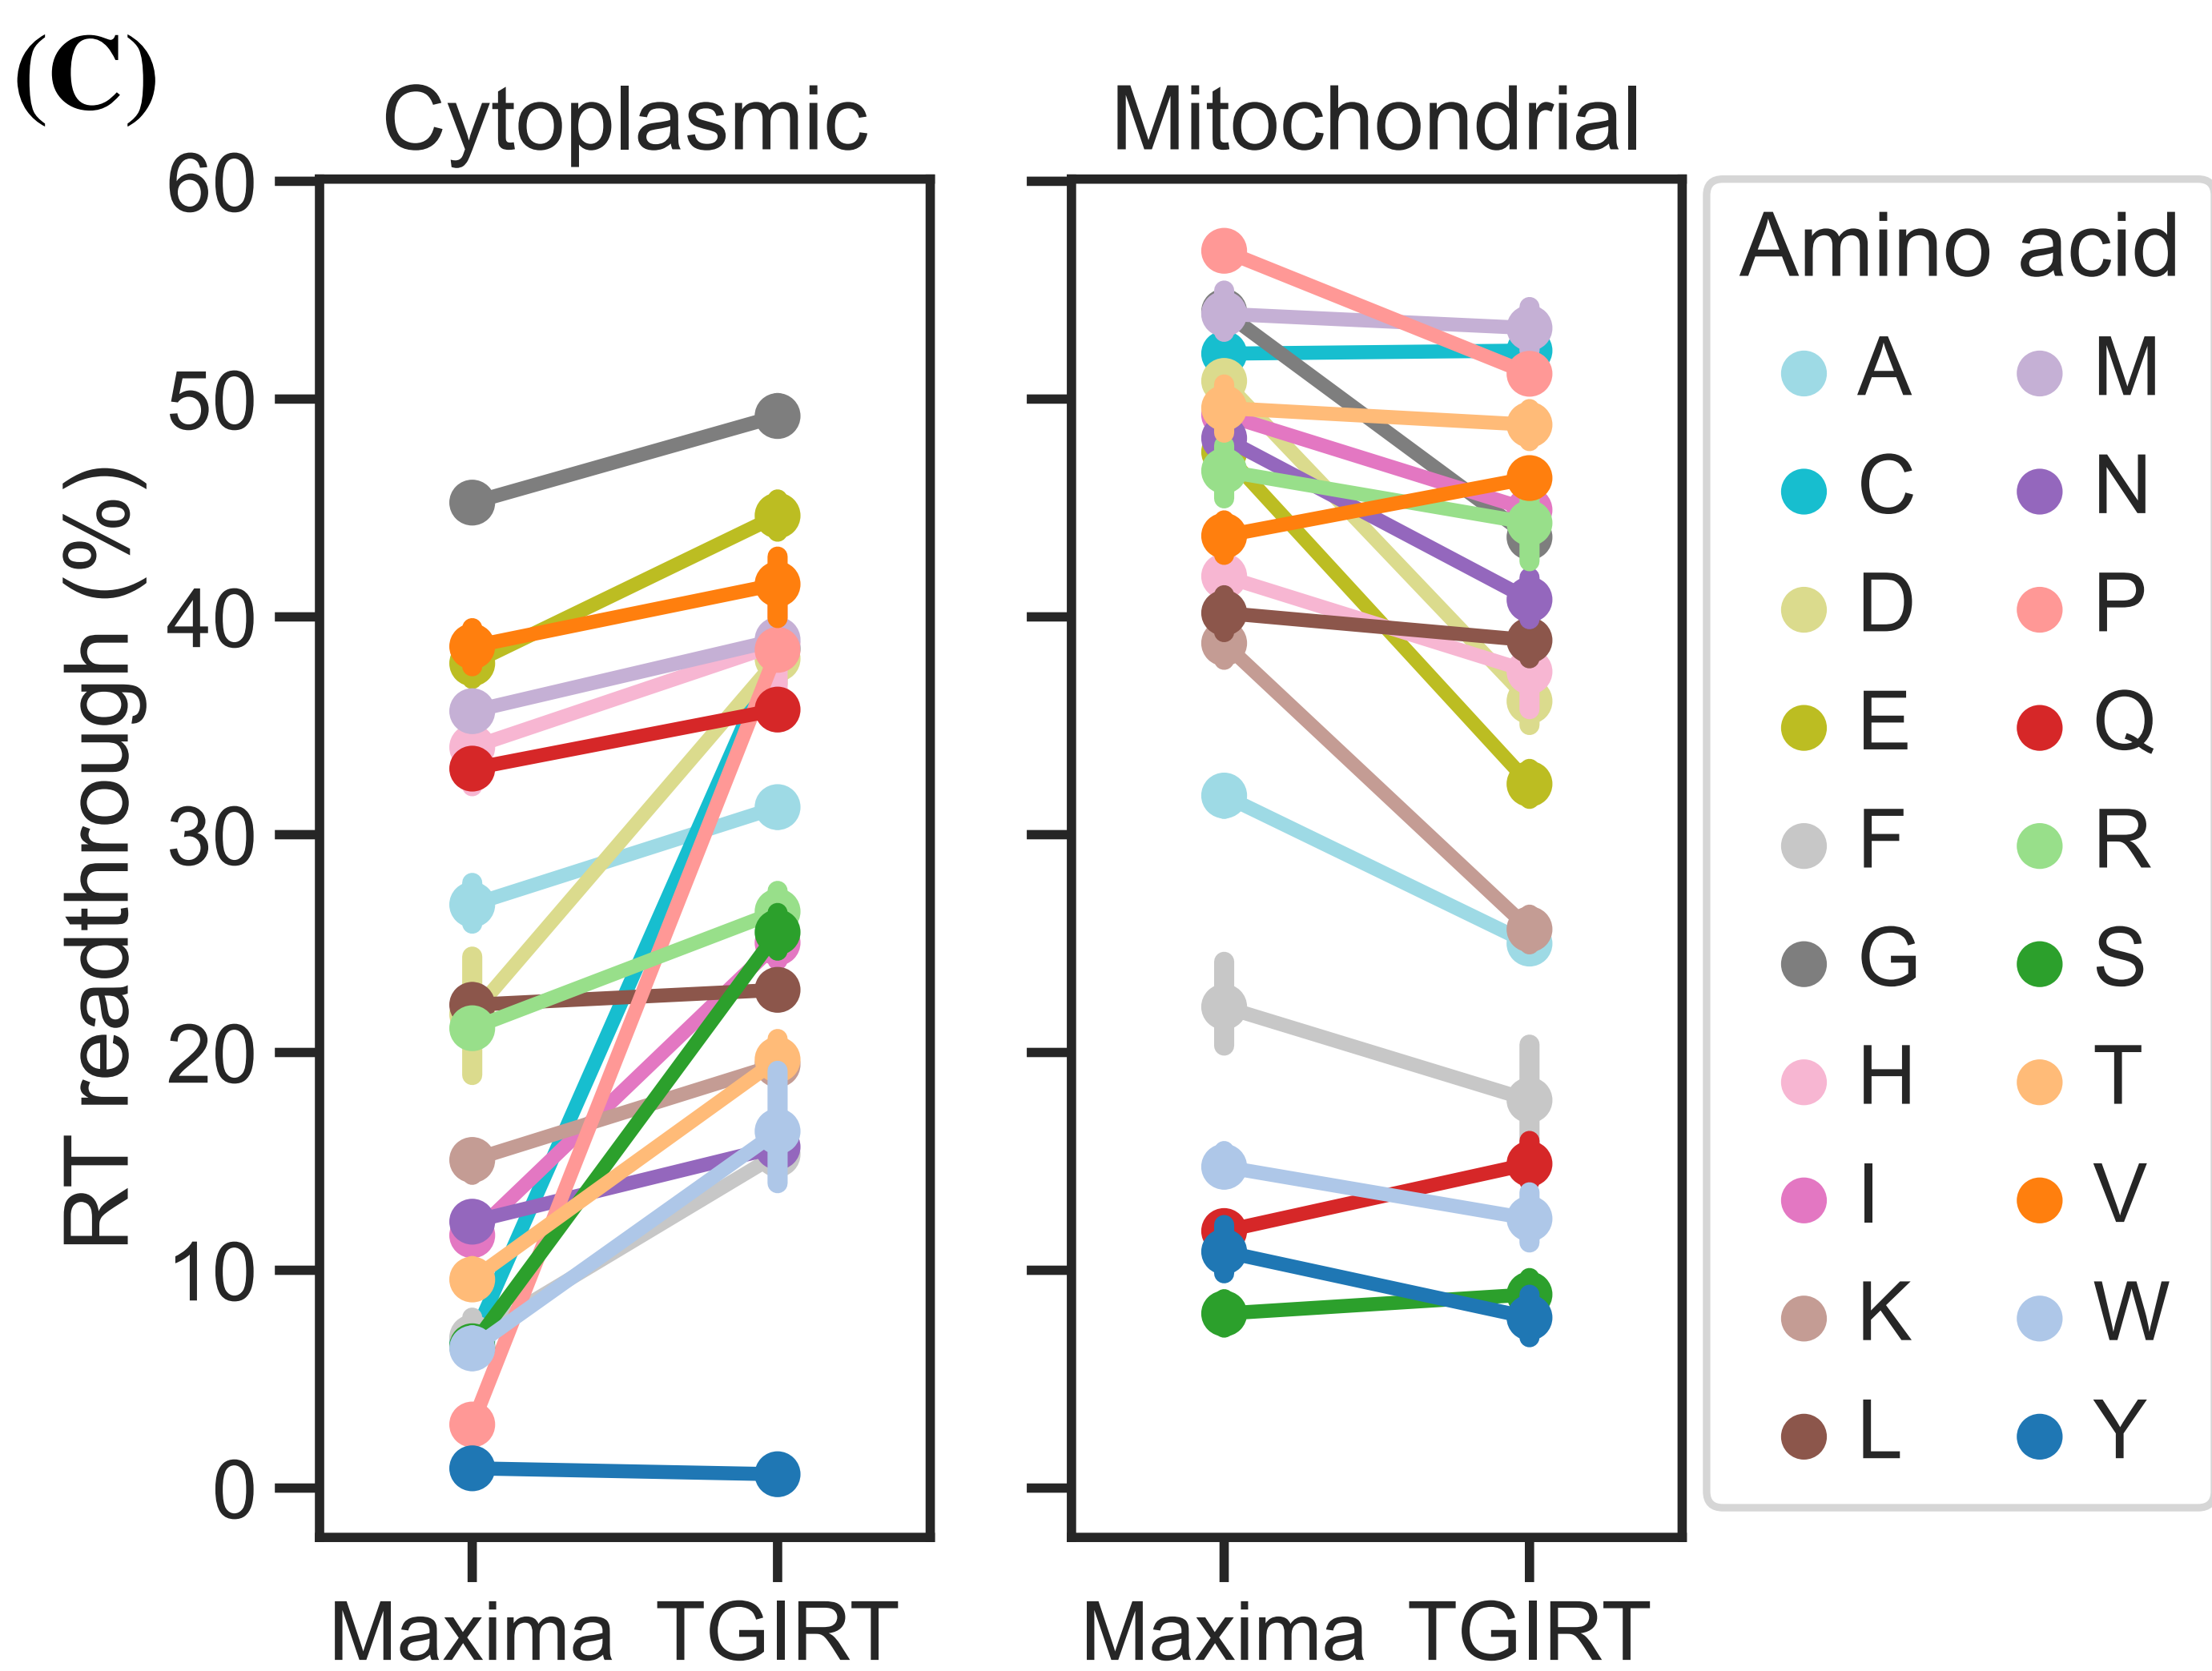 (C)
Cytoplasmic Mitochondrial
RT readthrough (%)
60
50
40
30
20
10
0
Maxima TGIRT Maxima TGIRT
Amino acid
A M
C N
D P
E Q
F R
G S
H T
I V
K W
L Y